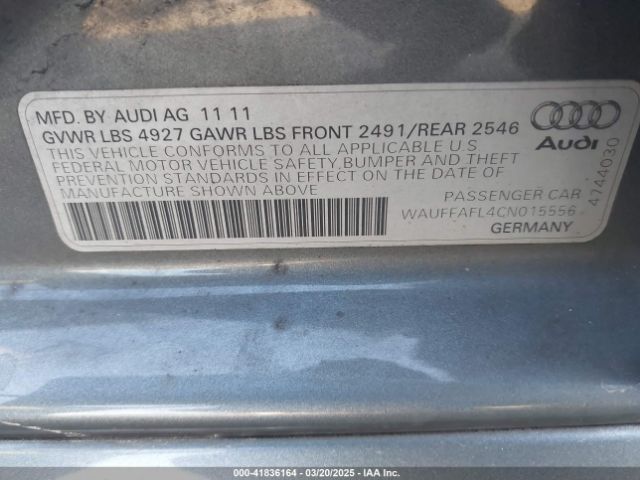 MFD. BY AUDI AG 11 11
GVWR LBS 4927 GAWR LBS FRONT 2491/REAR 2546
THIS VEHICLE CONFORMS TO ALL APPLICABLE U S
FEDERAL MOTOR VEHICLE SAFETY, BUMPER AND THEFT
PREVENTION STANDARDS IN EFFECT ON THE DATE OF
MANUFACTURE SHOWN ABOVE
PASSENGER CAR
WAUFFAFL4CN015556
GERMANY
Audi
4744030
000-41836164 — 03/20/2025 — IAA Inc.